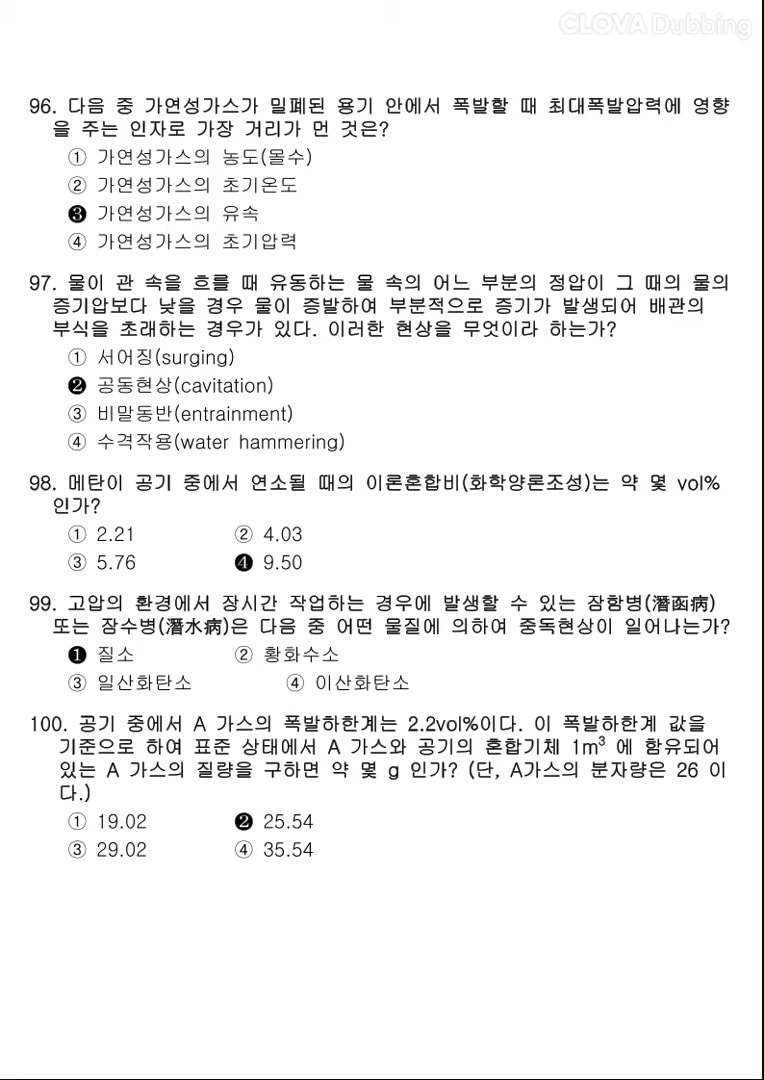 CLOVA Dubbing
96. 다음 중 가연성가스가 밀폐된 용기 안에서 폭발할 때 최대폭발압력에 영향
을 주는 인자로 가장 거리가 먼 것은?
① 가연성가스의 농도(몰수)
② 가연성가스의 초기온도
❸ 가연성가스의 유속
④ 가연성가스의 초기압력
97. 물이 관 속을 흐를 때 유동하는 물 속의 어느 부분의 정압이 그 때의 물의
증기압보다 낮을 경우 물이 증발하여 부분적으로 증기가 발생되어 배관의
부식을 초래하는 경우가 있다. 이러한 현상을 무엇이라 하는가?
① 서어징(surging)
❷ 공동현상(cavitation)
③ 비말동반(entrainment)
④ 수격작용(water hammering)
98. 메탄이 공기 중에서 연소될 때의 이론혼합비(화학양론조성)는 약 몇 vol%
인가?
① 2.21 ② 4.03
③ 5.76 ❹ 9.50
99. 고압의 환경에서 장시간 작업하는 경우에 발생할 수 있는 잠함병(潛函病)
또는 잠수병(潛水病)은 다음 중 어떤 물질에 의하여 중독현상이 일어나는가?
❶ 질소 ② 황화수소
③ 일산화탄소 ④ 이산화탄소
100. 공기 중에서 A 가스의 폭발하한계는 2.2vol%이다. 이 폭발하한계 값을
기준으로 하여 표준 상태에서 A 가스와 공기의 혼합기체 1m³ 에 함유되어
있는 A 가스의 질량을 구하면 약 몇 g 인가? (단, A가스의 분자량은 26 이
다.)
① 19.02 ❷ 25.54
③ 29.02 ④ 35.54